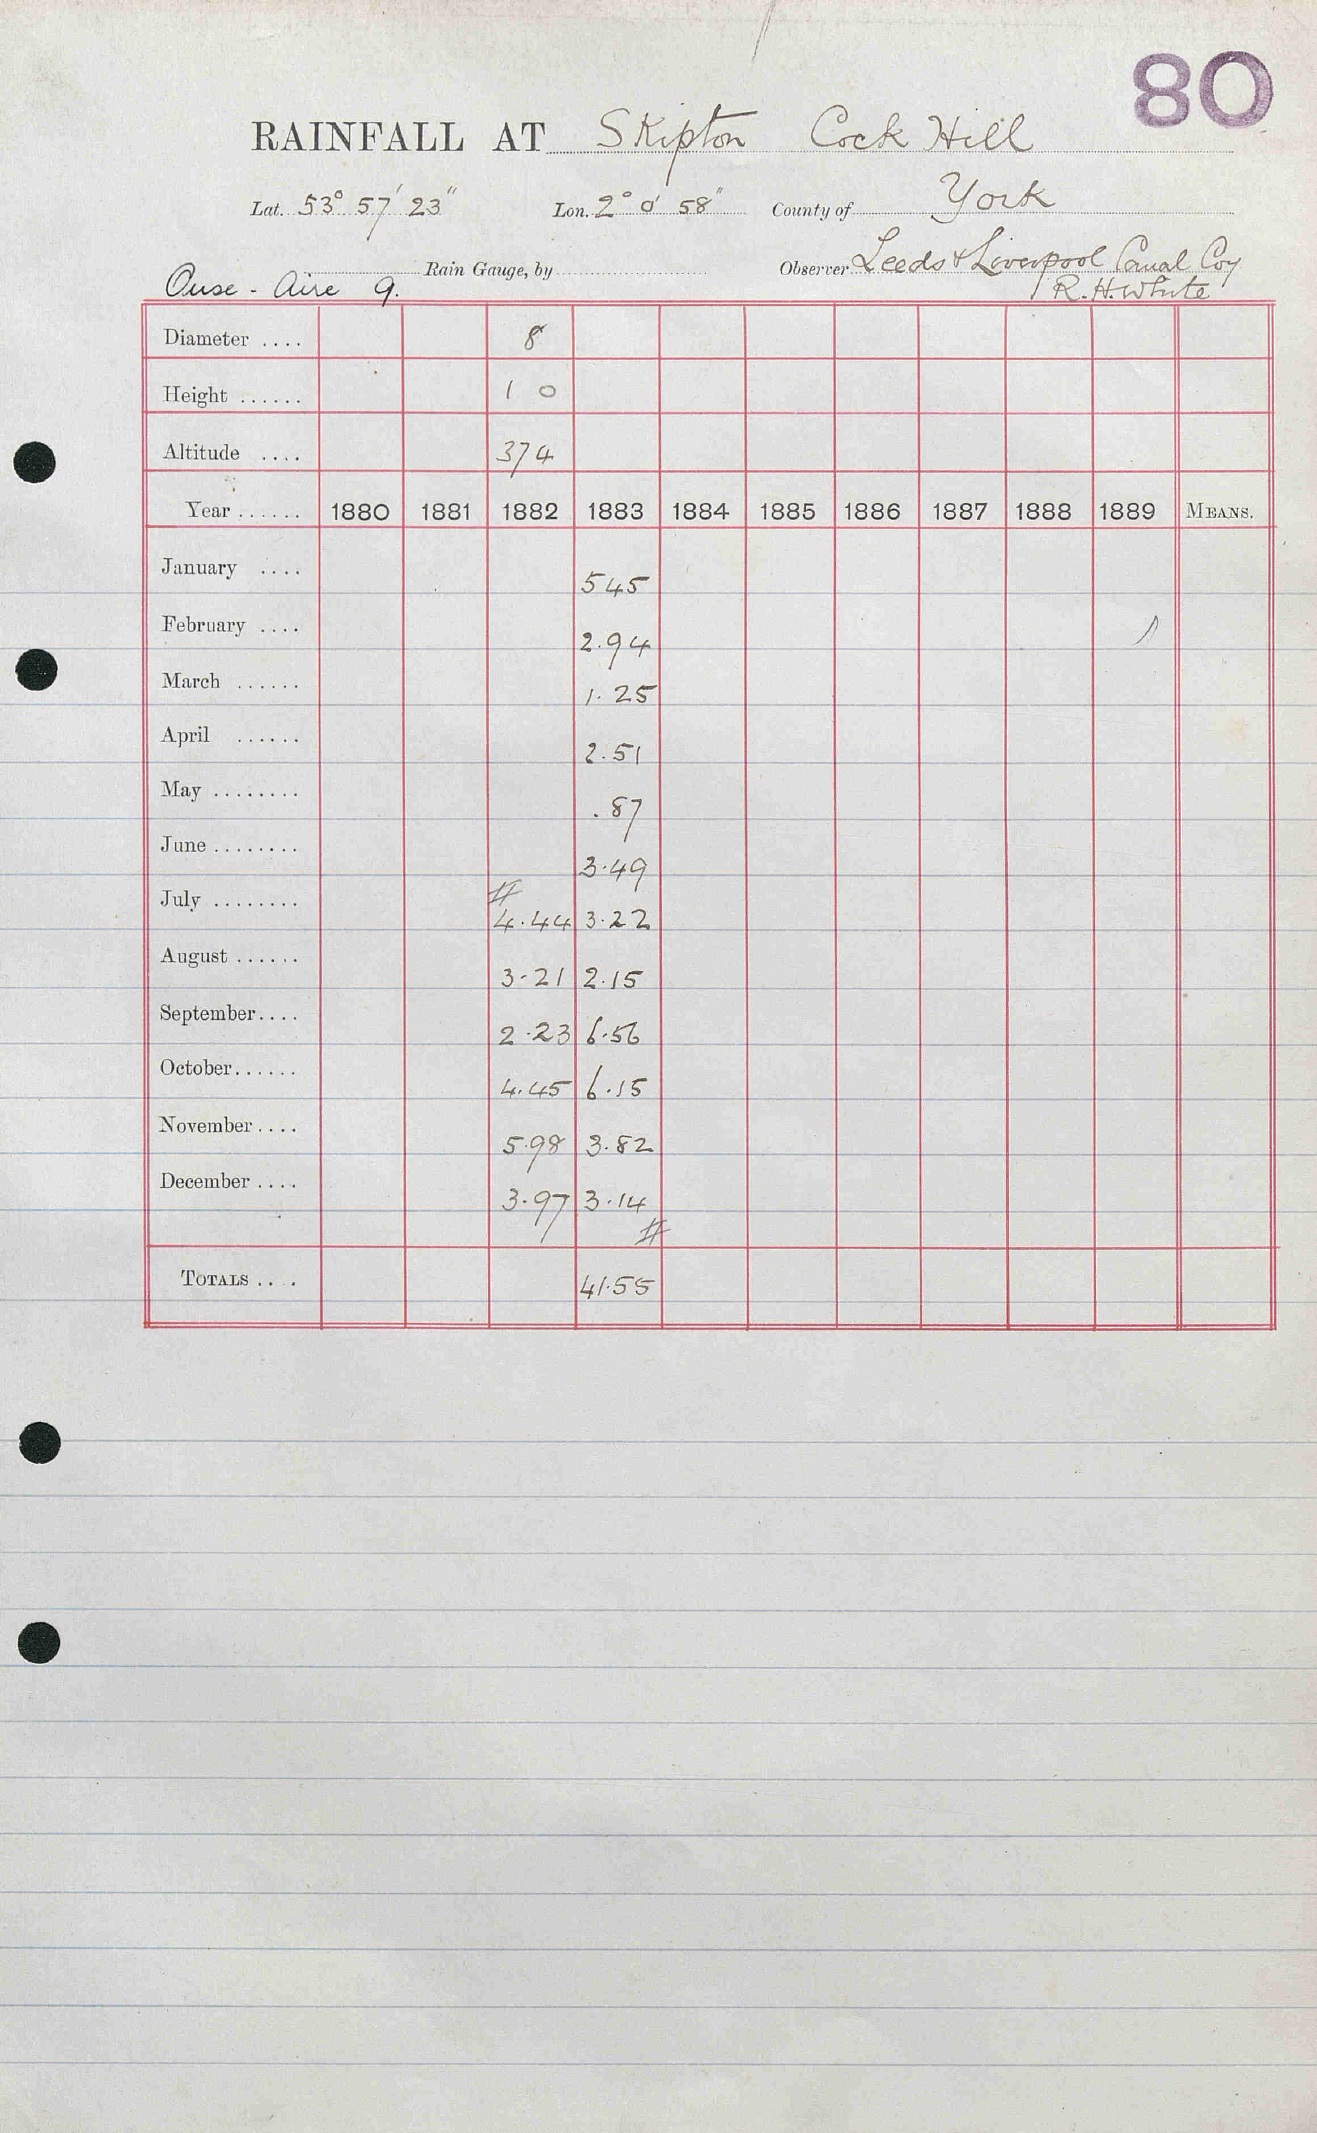 80
RAINFALL AT Skipton Cock Hill
Lat. 53° 57' 23" Lon. 2° 0' 58" County of York
Rain Gauge, by Observer Leeds & Liverpool Canal Coy
Ouse - Aire 9. R. H. White
Diameter .... 8
Height ...... 1 0
Altitude .... 374
Year ...... 1880 1881 1882 1883 1884 1885 1886 1887 1888 1889 MEANS.
January .... 545
February .... 2.94
March ...... 1.25
April ...... 2.51
May ........ .87
June ........ 3.49
July ........ 4.44 3.22
August ...... 3.21 2.15
September.... 2.23 6.56
October...... 4.45 6.15
November.... 5.98 3.82
December .... 3.97 3.14
TOTALS .... 41.55